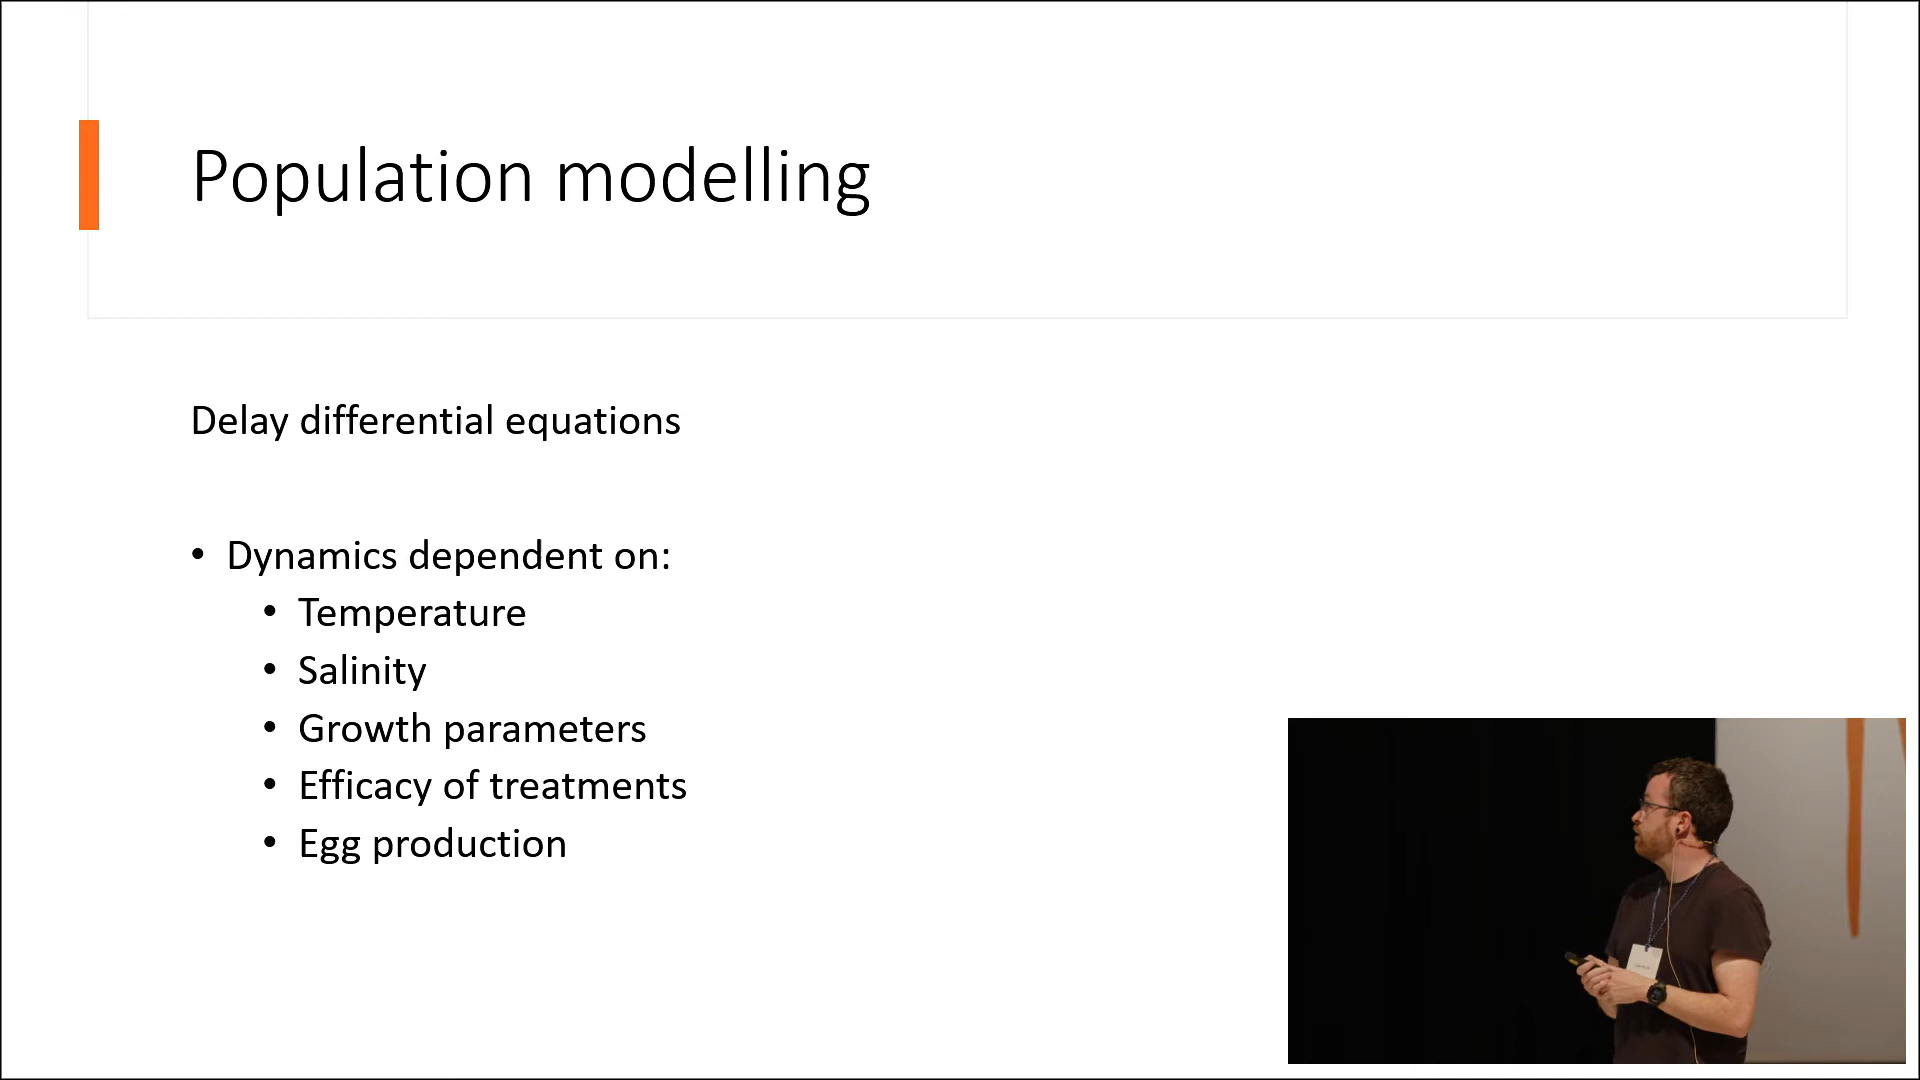 Population modelling
Delay differential equations
• Dynamics dependent on:
• Temperature
• Salinity
• Growth parameters
• Efficacy of treatments
• Egg production